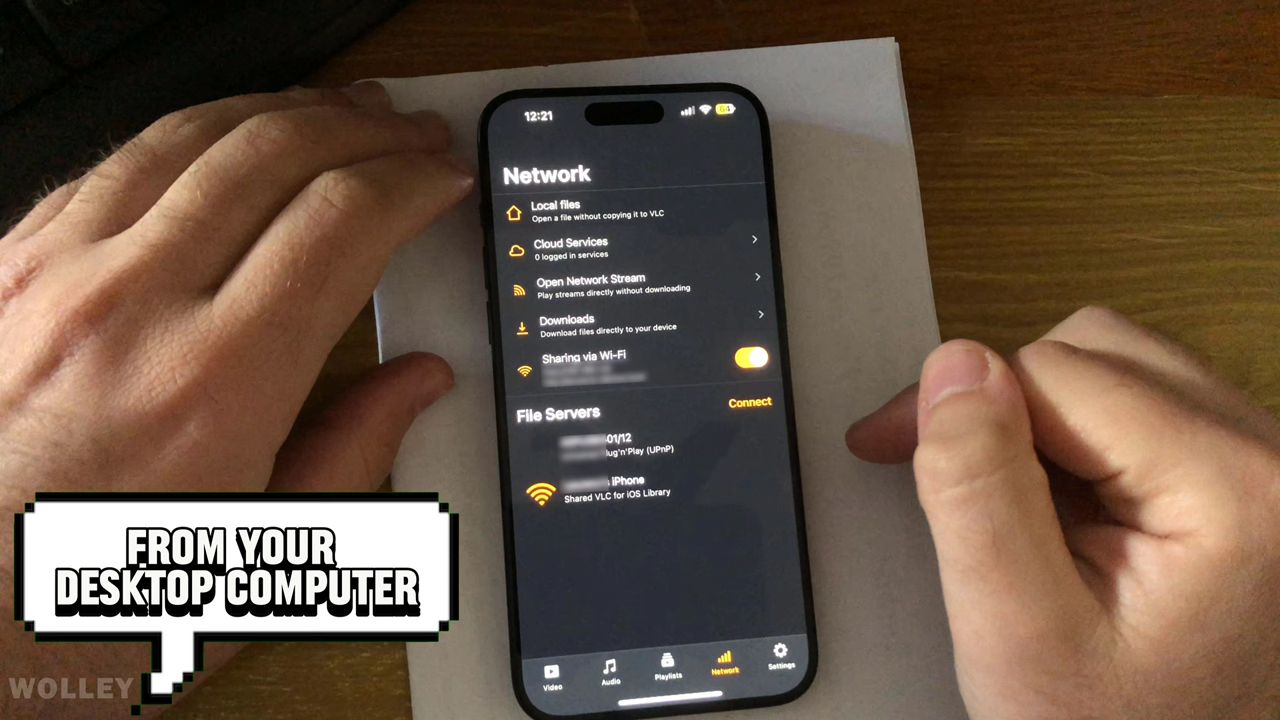 12:21
64
Network
Local files
Open a file without copying it to VLC
Cloud Services
0 logged in services
Open Network Stream
Play streams directly without downloading
Downloads
Download files directly to your device
Sharing via Wi-Fi
File Servers
Connect
01/12
lug'n'Play (UPnP)
iPhone
Shared VLC for iOS Library
Video
Audio
Playlists
Network
Settings
FROM YOUR
DESKTOP COMPUTER
WOLLEY